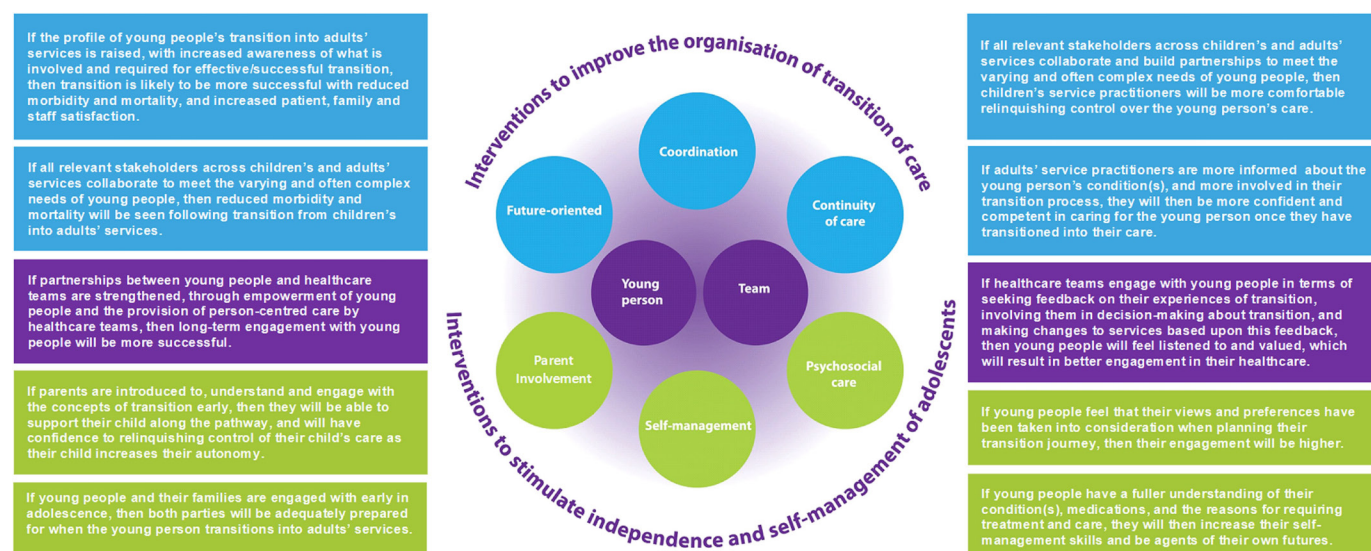 If the profile of young people's transition into adults'
services is raised, with increased awareness of what is
involved and required for effective/successful transition,
then transition is likely to be more successful with reduced
morbidity and mortality, and increased patient, family and
staff satisfaction.
If all relevant stakeholders across children's and adults'
services collaborate to meet the varying and often complex
needs of young people, then reduced morbidity and
mortality will be seen following transition from children's
into adults' services.
If partnerships between young people and healthcare
teams are strengthened, through empowerment of young
people and the provision of person-centred care by
healthcare teams, then long-term engagement with young
people will be more successful.
If parents are introduced to, understand and engage with
the concepts of transition early, then they will be able to
support their child along the pathway, and will have
confidence to relinquishing control of their child's care as
their child increases their autonomy.
If young people and their families are engaged with early in
adolescence, then both parties will be adequately prepared
for when the young person transitions into adults' services.
Interventions to improve the organisation of transition of care
Coordination
Future-oriented
Continuity
of care
Young
person
Team
Parent
Involvement
Psychosocial
care
Self-management
Interventions to stimulate independence and self-management of adolescents
If all relevant stakeholders across children's and adults'
services collaborate and build partnerships to meet the
varying and often complex needs of young people, then
children's service practitioners will be more comfortable
relinquishing control over the young person's care.
If adults' service practitioners are more informed about the
young person's condition(s), and more involved in their
transition process, they will then be more confident and
competent in caring for the young person once they have
transitioned into their care.
If healthcare teams engage with young people in terms of
seeking feedback on their experiences of transition,
involving them in decision-making about transition, and
making changes to services based upon this feedback,
then young people will feel listened to and valued, which
will result in better engagement in their healthcare.
If young people feel that their views and preferences have
been taken into consideration when planning their
transition journey, then their engagement will be higher.
If young people have a fuller understanding of their
condition(s), medications, and the reasons for requiring
treatment and care, they will then increase their self-
management skills and be agents of their own futures.